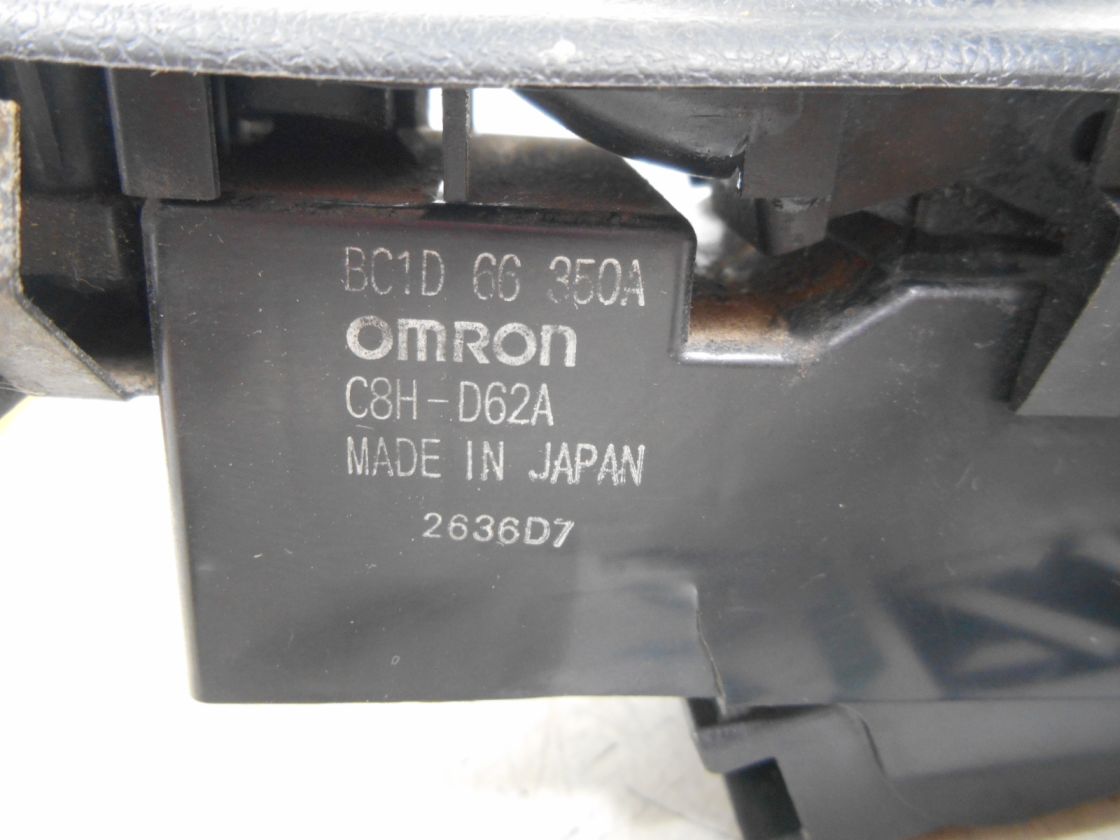 BC1D 66 350A
OMRON
C8H-D62A
MADE IN JAPAN
2636D7